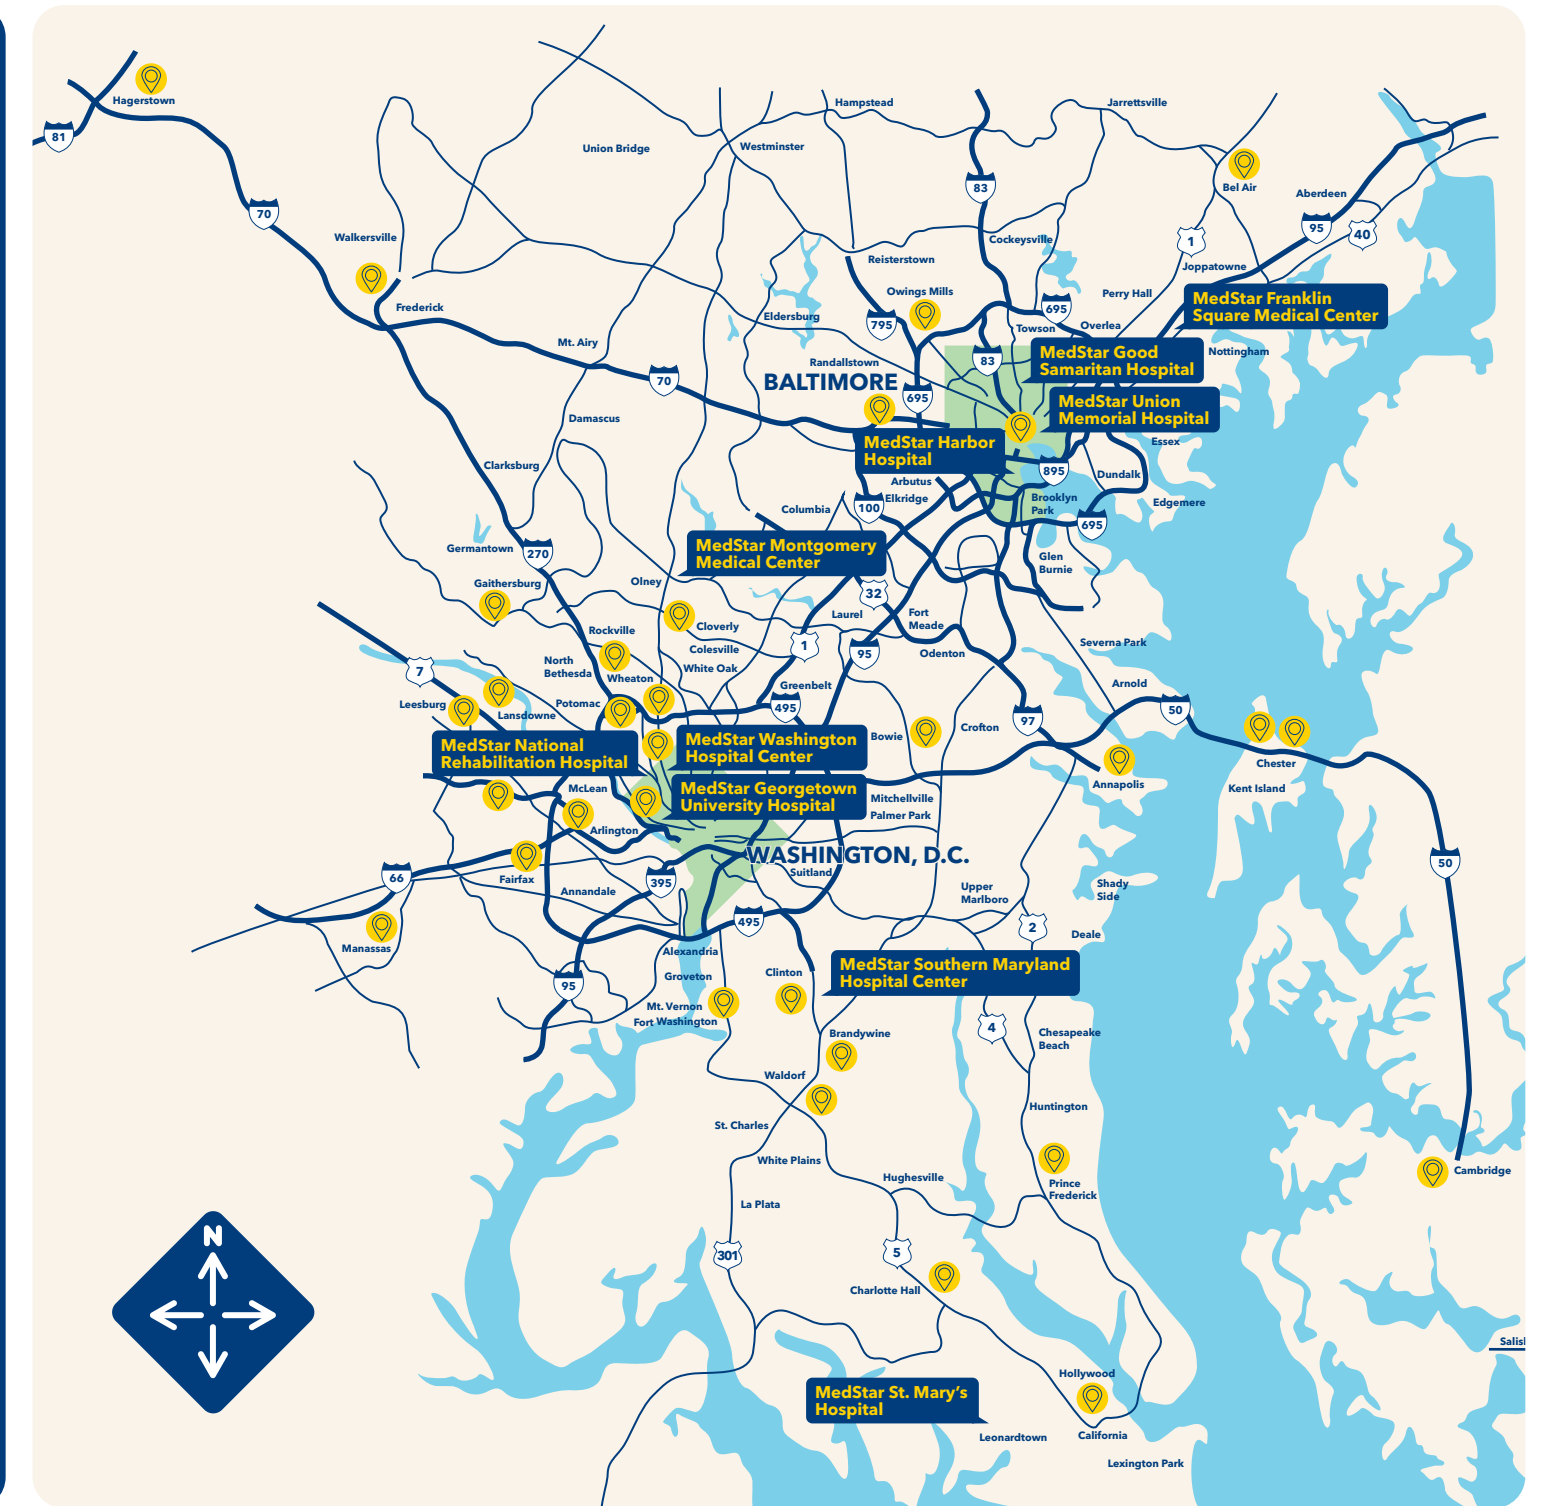 Hagerstown
81
Hampstead
Jarrettsville
Union Bridge
Westminster
83
Bel Air
Aberdeen
70
95
40
1
Walkersville
Cockeysville
Reisterstown
Joppatowne
Owings Mills
Perry Hall
MedStar Franklin
Square Medical Center
Frederick
Eldersburg
795
695
Towson
Overlea
Mt. Airy
Randallstown
83
MedStar Good
Samaritan Hospital
Nottingham
70
BALTIMORE
695
MedStar Union
Memorial Hospital
Damascus
MedStar Harbor
Hospital
Essex
Clarksburg
895
Dundalk
Arbutus
Elkridge
Brooklyn
Park
Edgemere
100
Columbia
695
Germantown
270
MedStar Montgomery
Medical Center
Glen
Burnie
Gaithersburg
Olney
32
Laurel
Fort
Meade
Rockville
Cloverly
Colesville
1
95
Odenton
Severna Park
North
Bethesda
White Oak
Wheaton
7
Greenbelt
Arnold
Leesburg
Lansdowne
Potomac
495
97
50
MedStar National
Rehabilitation Hospital
MedStar Washington
Hospital Center
Bowie
Crofton
Chester
Annapolis
Kent Island
McLean
MedStar Georgetown
University Hospital
Mitchellville
Palmer Park
Arlington
WASHINGTON, D.C.
50
Fairfax
66
395
Suitland
Annandale
Upper
Marlboro
Shady
Side
495
2
Deale
Manassas
Alexandria
MedStar Southern Maryland
Hospital Center
Groveton
Clinton
95
Mt. Vernon
Fort Washington
4
Brandywine
Chesapeake
Beach
Waldorf
Huntington
St. Charles
White Plains
Cambridge
Hughesville
Prince
Frederick
La Plata
N
301
5
Charlotte Hall
Hollywood
MedStar St. Mary's
Hospital
Leonardtown
California
Lexington Park